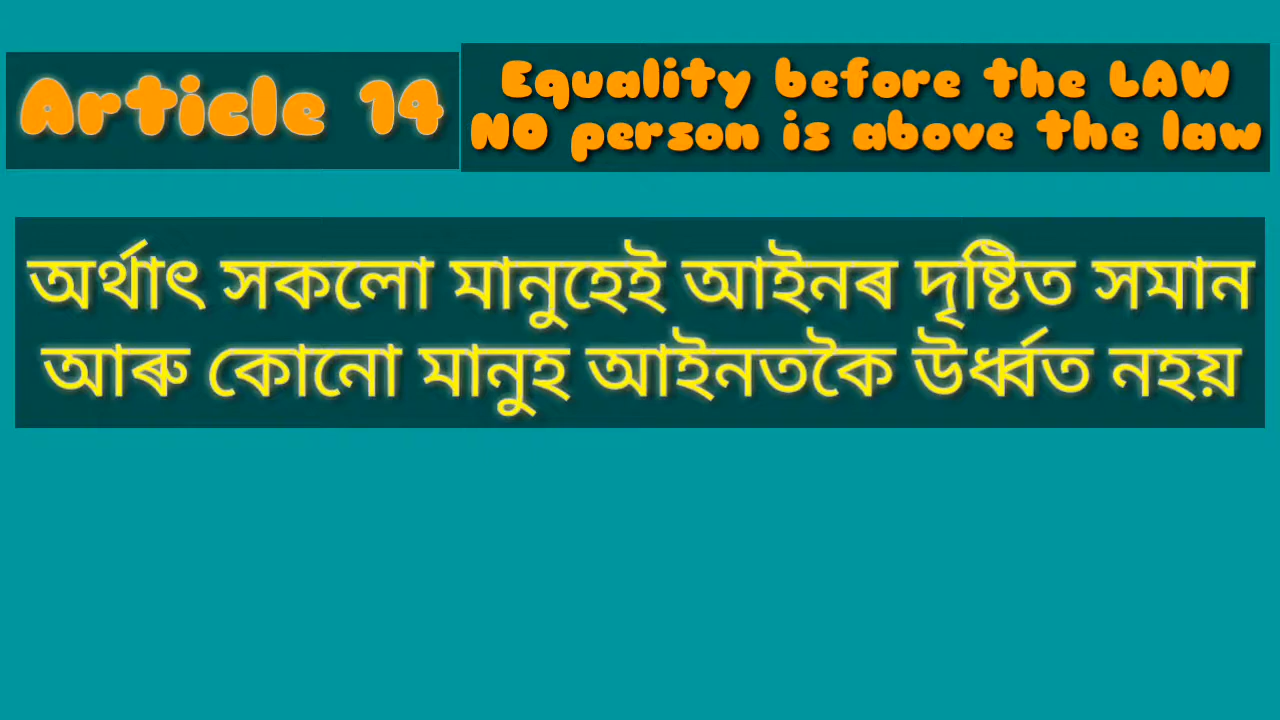 Article 14
Equality before the LAW
NO person is above the law
অৰ্থাৎ সকলো মানুহেই আইনৰ দৃষ্টিত সমান
আৰু কোনো মানুহ আইনতকৈ উৰ্ধ্বত নহয়